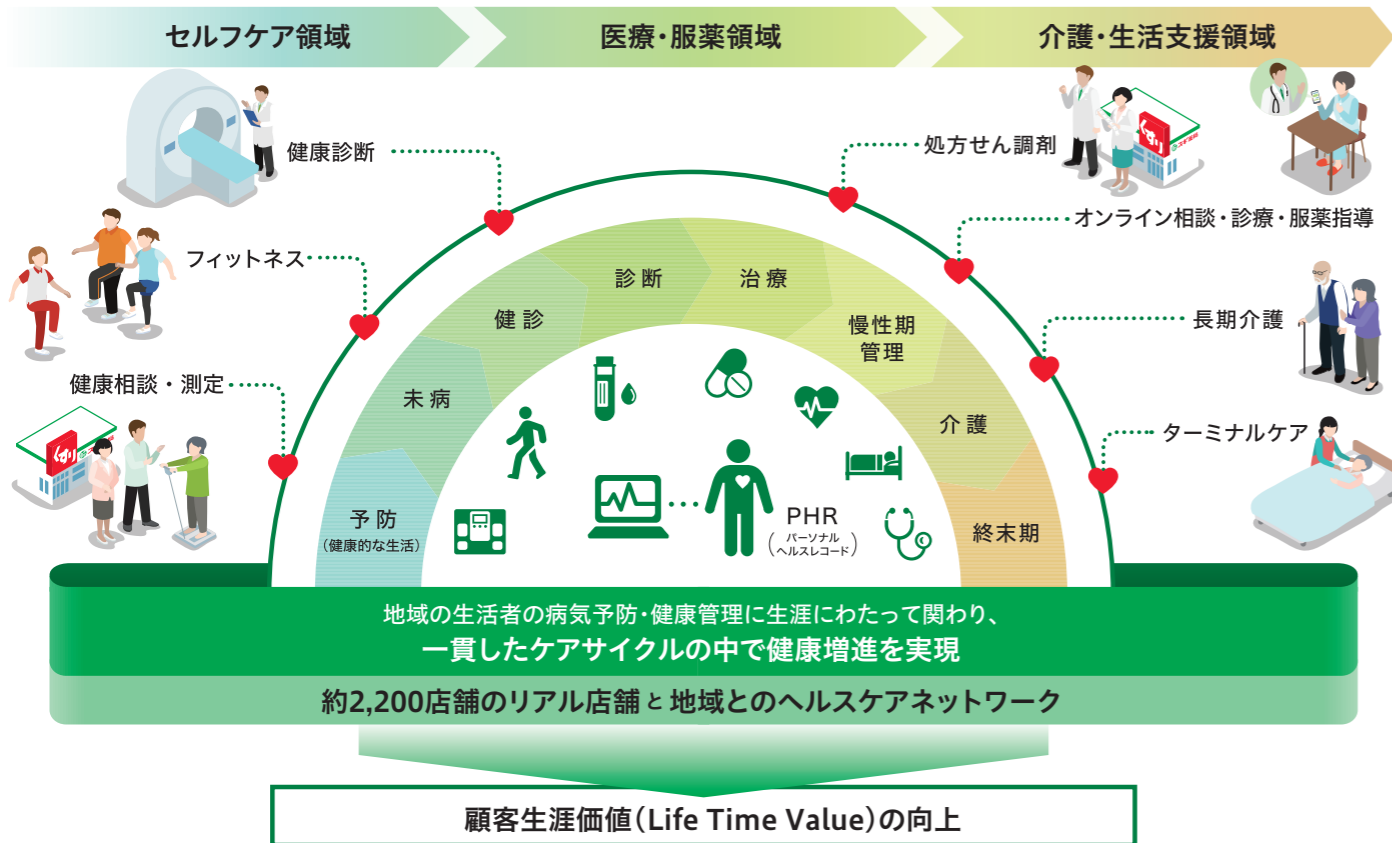 セルフケア領域
医療・服薬領域
介護・生活支援領域
健康診断
フィットネス
健康相談・測定
処方せん調剤
オンライン相談・診療・服薬指導
長期介護
ターミナルケア
くすり
くすり
予防
(健康的な生活)
未病
健診
診断
治療
慢性期
管理
介護
終末期
PHR
(パーソナル
ヘルスレコード)
地域の生活者の病気予防・健康管理に生涯にわたって関わり、
一貫したケアサイクルの中で健康増進を実現
約2,200店舗のリアル店舗と地域とのヘルスケアネットワーク
顧客生涯価値(Life Time Value)の向上